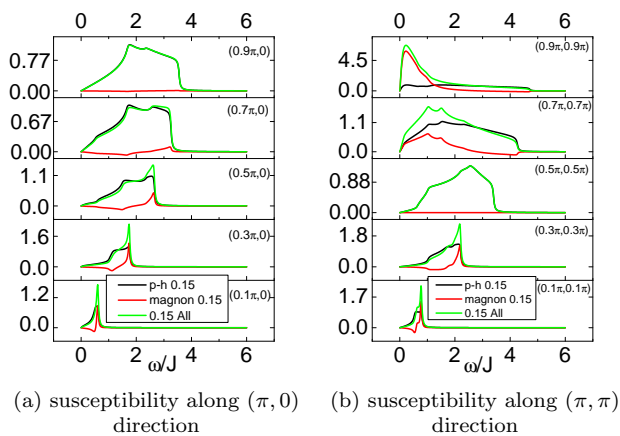 0 2 4 6
0.77
0.00
(0.9π,0)
0.67
0.00
(0.7π,0)
1.1
0.0
(0.5π,0)
1.6
0.0
(0.3π,0)
1.2
0.0
(0.1π,0)
p-h 0.15
magnon 0.15
0.15 All
0 2 4 6
ω/J
(a) susceptibility along (π, 0)
direction
0 2 4 6
4.5
0.0
(0.9π,0.9π)
1.1
0.0
(0.7π,0.7π)
0.88
0.00
(0.5π,0.5π)
1.6
0.0
(0.3π,0.3π)
1.7
0.0
(0.1π,0.1π)
p-h 0.15
magnon 0.15
0.15 All
0 2 4 6
ω/J
(b) susceptibility along (π, π)
direction